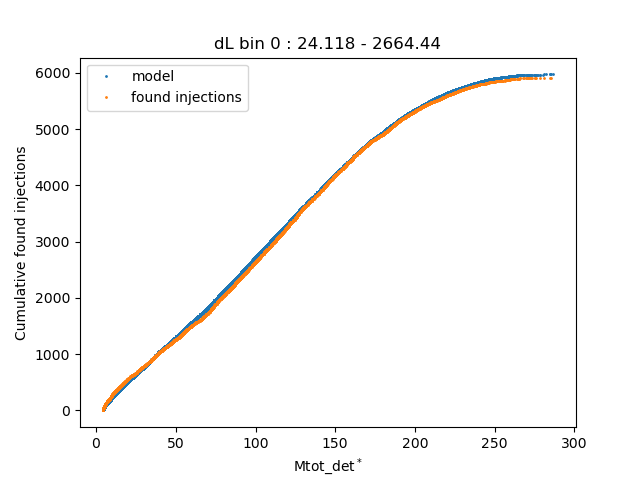 dL bin 0 : 24.118 - 2664.44
model
found injections
Cumulative found injections
6000
5000
4000
3000
2000
1000
0
0 50 100 150 200 250 300
Mtot_det*